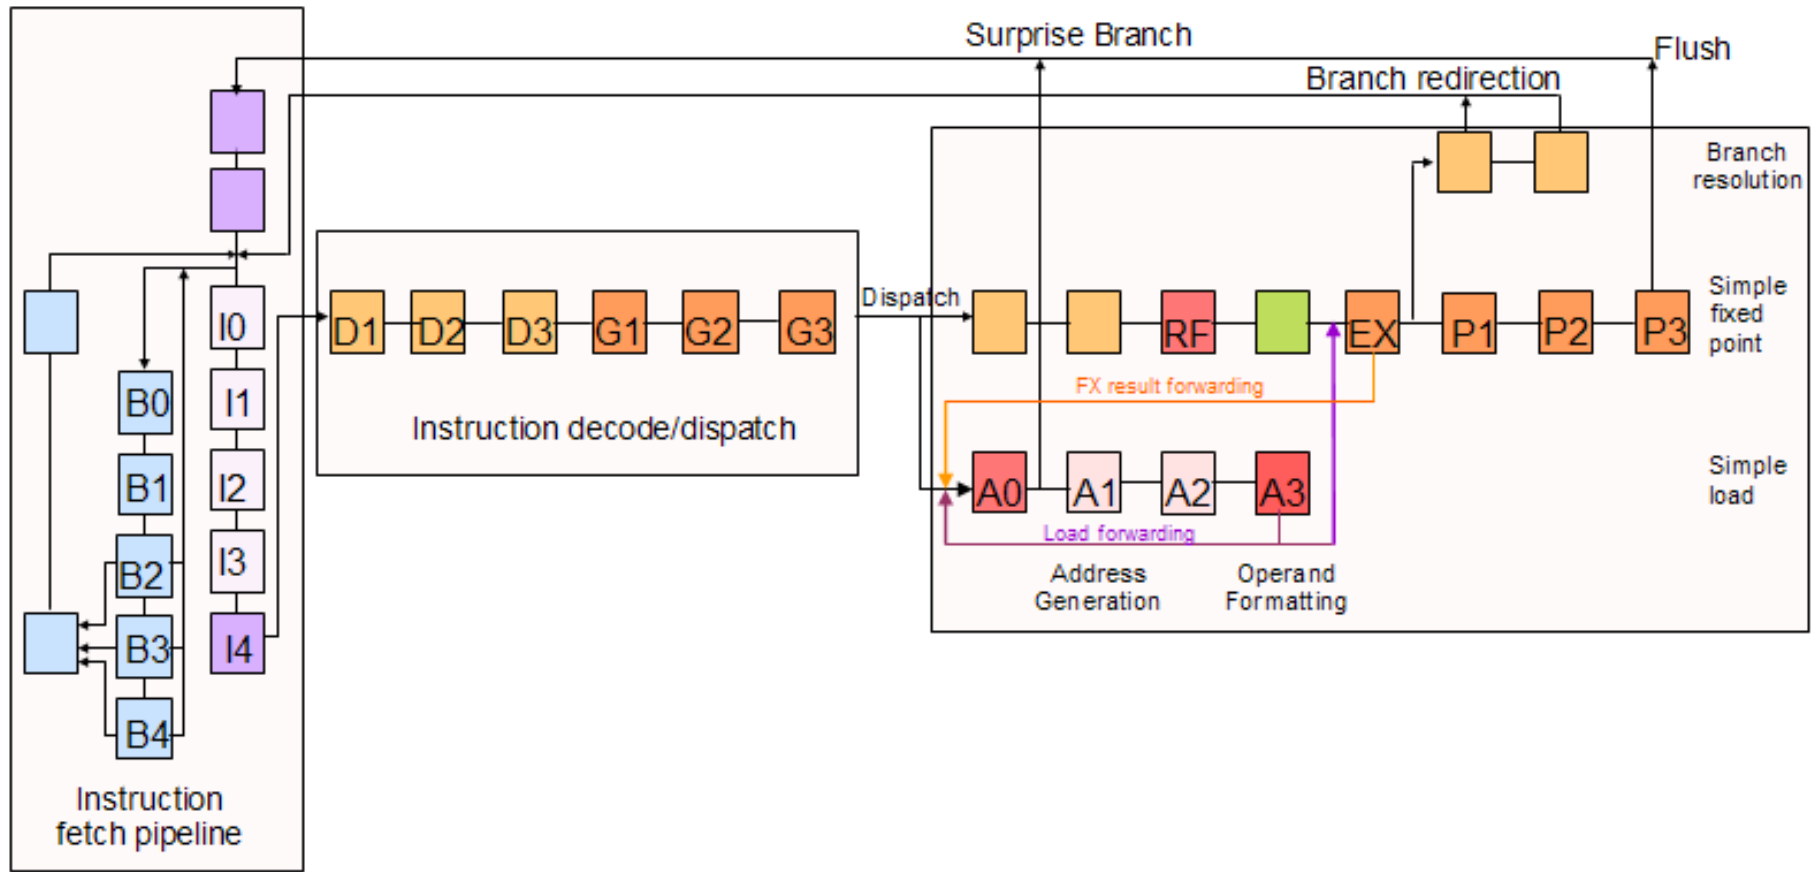 Surprise Branch
Flush
Branch redirection
Branch
resolution
I0
I1
I2
I3
I4
B0
B1
B2
B3
B4
Instruction
fetch pipeline
D1
D2
D3
G1
G2
G3
Instruction decode/dispatch
Dispatch
RF
EX
P1
P2
P3
Simple
fixed
point
FX result forwarding
A0
A1
A2
A3
Simple
load
Load forwarding
Address
Generation
Operand
Formatting